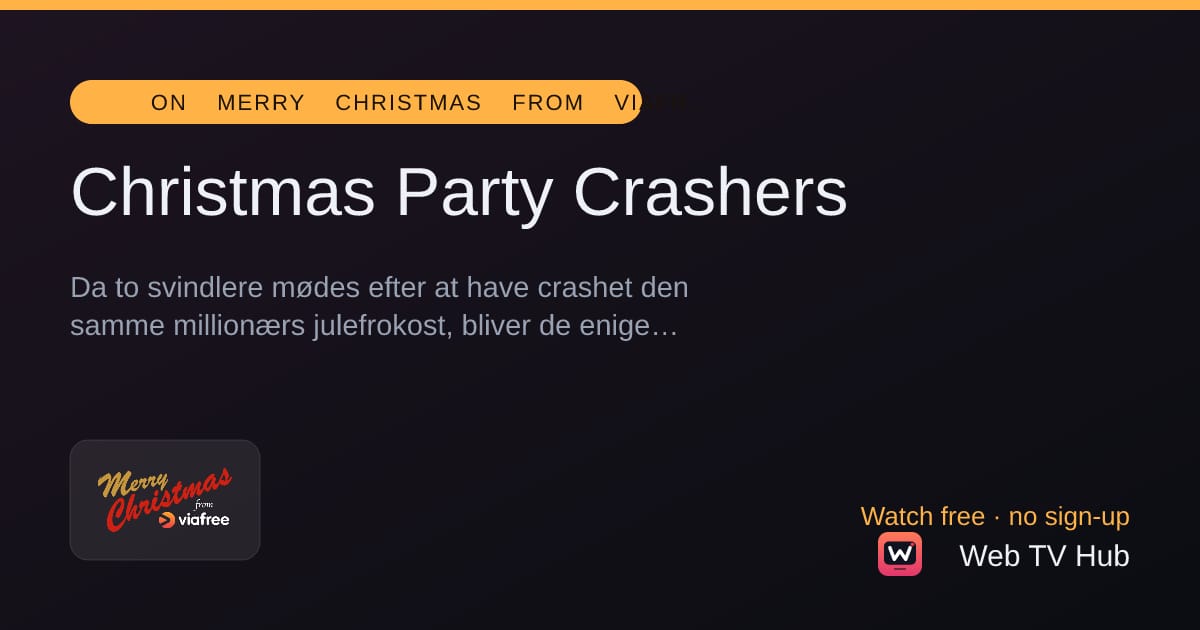 ON MERRY CHRISTMAS FROM
Christmas Party Crashers
Da to svindlere mødes efter at have crashet den
samme millionærs julefrokost, bliver de enige…
Merry
Christmas
from
viafree
Watch free · no sign-up
W
Web TV Hub